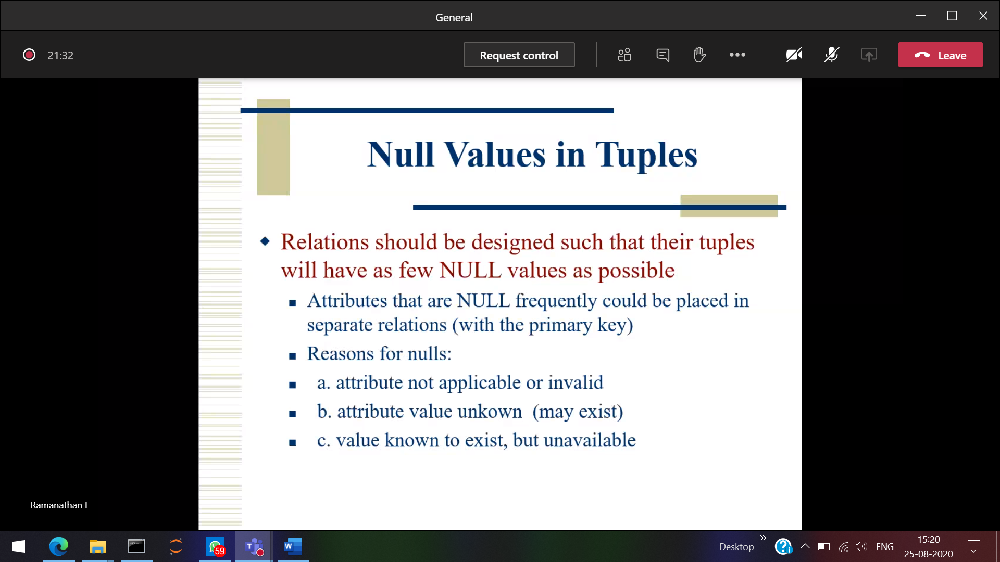 General
21:32
Request control
Leave
Null Values in Tuples
Relations should be designed such that their tuples
will have as few NULL values as possible
Attributes that are NULL frequently could be placed in
separate relations (with the primary key)
Reasons for nulls:
a. attribute not applicable or invalid
b. attribute value unkown (may exist)
c. value known to exist, but unavailable
Ramanathan L
59
T
W
Desktop
ENG
15:20
25-08-2020